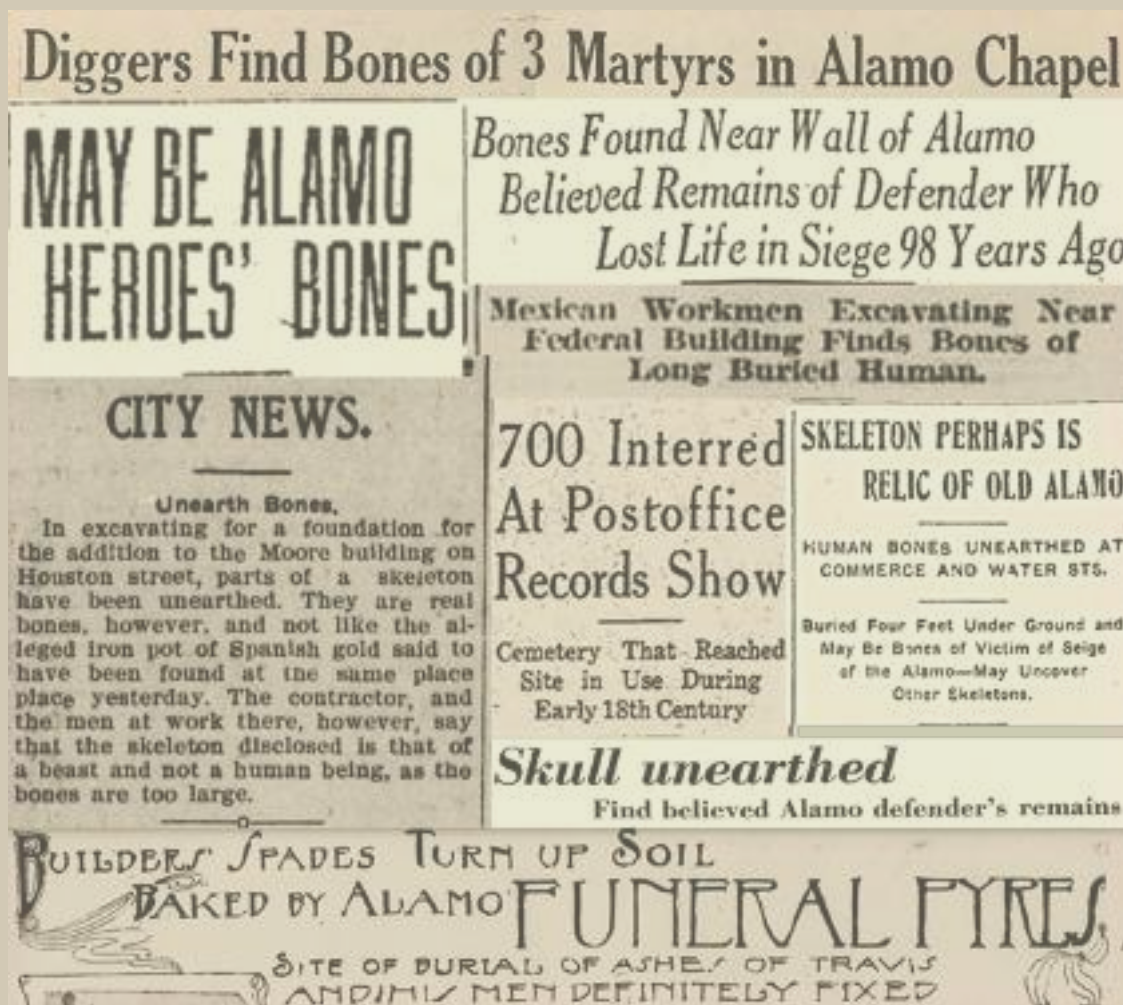 Diggers Find Bones of 3 Martyrs in Alamo Chapel
MAY BE ALAMO
HEROES' BONES
Bones Found Near Wall of Alamo
Believed Remains of Defender Who
Lost Life in Siege 98 Years Ago
Mexican Workmen Excavating Near
Federal Building Finds Bones of
Long Buried Human.
CITY NEWS.
Unearth Bones.
In excavating for a foundation for
the addition to the Moore building on
Houston street, parts of a skeleton
have been unearthed. They are real
bones, however, and not like the al-
leged iron pot of Spanish gold said to
have been found at the same place
place yesterday. The contractor, and
the men at work there, however, say
that the skeleton disclosed is that of
a beast and not a human being, as the
bones are too large.
700 Interred
At Postoffice
Records Show
Cemetery That Reached
Site in Use During
Early 18th Century
SKELETON PERHAPS IS
RELIC OF OLD ALAMO
HUMAN BONES UNEARTHED AT
COMMERCE AND WATER STS.
Buried Four Feet Under Ground and
May Be Bones of Victim of Seige
of the Alamo—May Uncover
Other Skeletons.
Skull unearthed
Find believed Alamo defender's remains
BUILDERS' SPADES TURN UP SOIL
BAKED BY ALAMO FUNERAL PYRES
SITE OF BURIAL OF ASHES OF TRAVIS
AND HIS MEN DEFINITELY FIXED